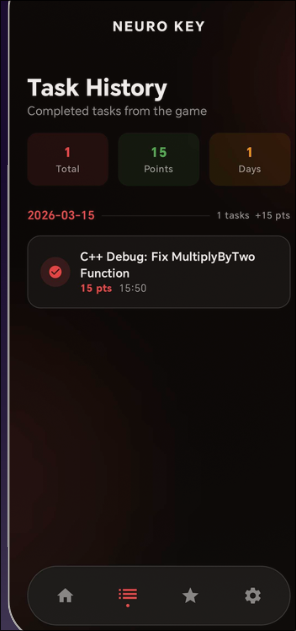 NEURO KEY
Task History
Completed tasks from the game
1 15 1
Total Points Days
2026-03-15 1 tasks +15 pts
C++ Debug: Fix MultiplyByTwo
Function
15 pts 15:50